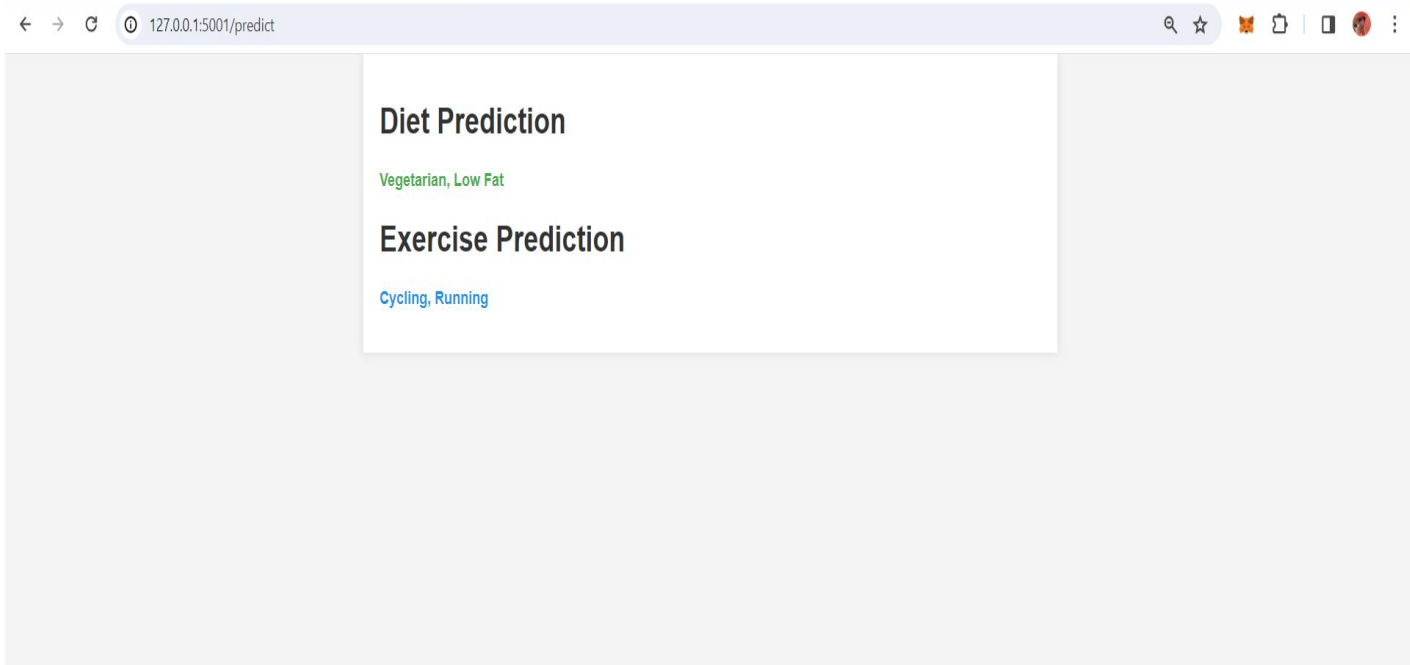 127.0.0.1:5001/predict
Diet Prediction
Vegetarian, Low Fat
Exercise Prediction
Cycling, Running